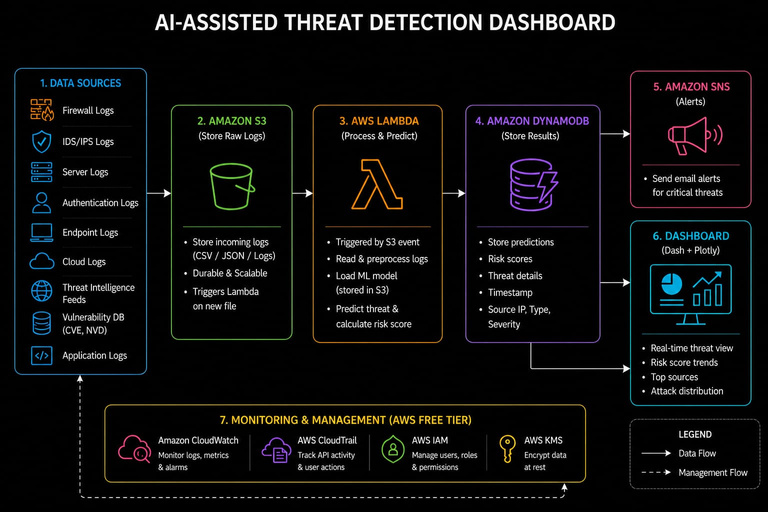 AI-ASSISTED THREAT DETECTION DASHBOARD
1. DATA SOURCES
Firewall Logs
IDS/IPS Logs
Server Logs
Authentication Logs
Endpoint Logs
Cloud Logs
Threat Intelligence
Feeds
Vulnerability DB
(CVE, NVD)
Application Logs
2. AMAZON S3
(Store Raw Logs)
• Store incoming logs
(CSV / JSON / Logs)
• Durable & Scalable
• Triggers Lambda
on new file
3. AWS LAMBDA
(Process & Predict)
• Triggered by S3 event
• Read & preprocess logs
• Load ML model
(stored in S3)
• Predict threat &
calculate risk score
4. AMAZON DYNAMODB
(Store Results)
• Store predictions
• Risk scores
• Threat details
• Timestamp
• Source IP, Type,
Severity
5. AMAZON SNS
(Alerts)
• Send email alerts
for critical threats
6. DASHBOARD
(Dash + Plotly)
• Real-time threat view
• Risk score trends
• Top sources
• Attack distribution
7. MONITORING & MANAGEMENT (AWS FREE TIER)
Amazon CloudWatch
Monitor logs, metrics
& alarms
AWS CloudTrail
Track API activity
& user actions
AWS IAM
Manage users, roles
& permissions
AWS KMS
Encrypt data
at rest
LEGEND
Data Flow
Management Flow